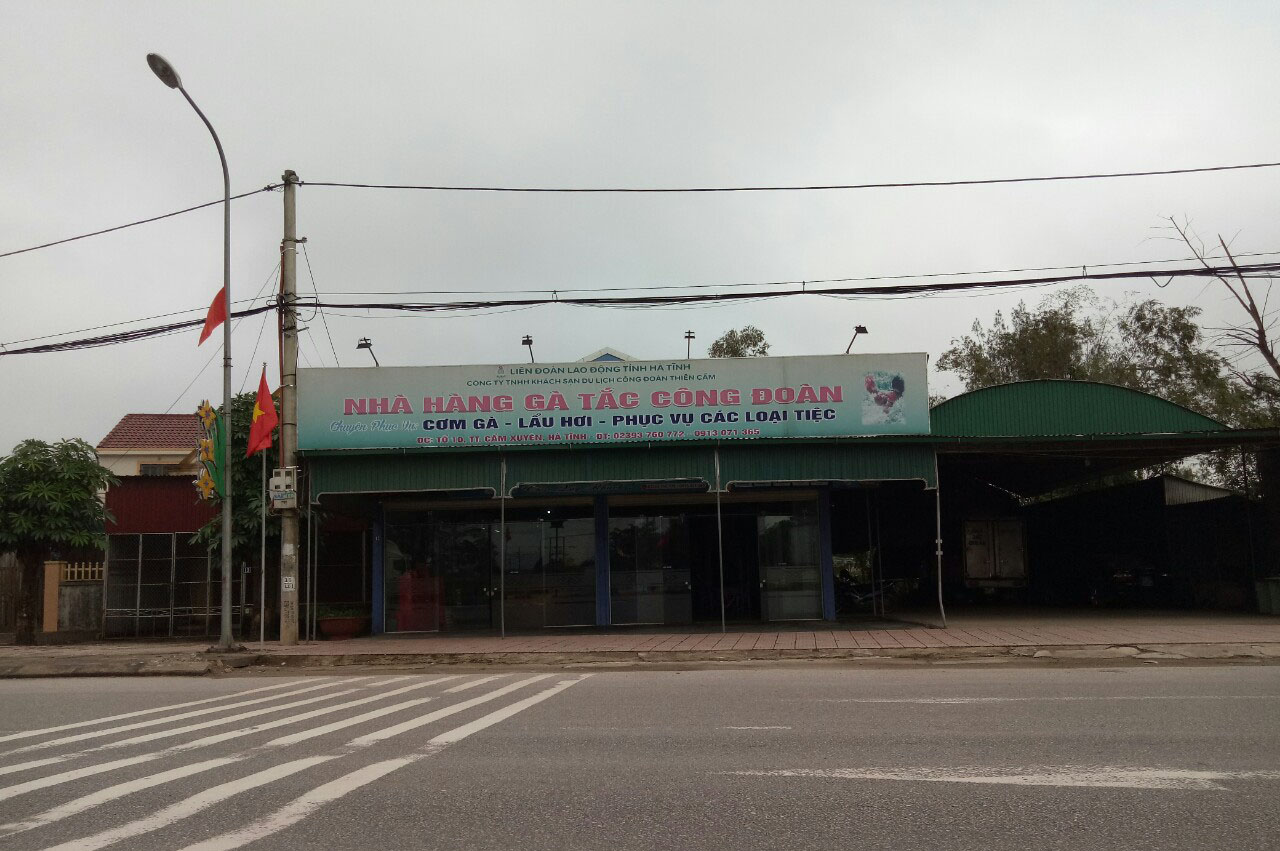 LIÊN ĐOÀN LAO ĐỘNG TỈNH HÀ TĨNH
CÔNG TY TNHH KHÁCH SẠN DU LỊCH CÔNG ĐOÀN THIÊN CẦM
NHÀ HÀNG GÀ TẮC CÔNG ĐOÀN
Chuyên Phục Vụ: CƠM GÀ - LẨU HƠI - PHỤC VỤ CÁC LOẠI TIỆC
ĐC: TỔ 10, TT. CẨM XUYÊN, HÀ TĨNH - ĐT: 02393 760 772 - 0913 071 365